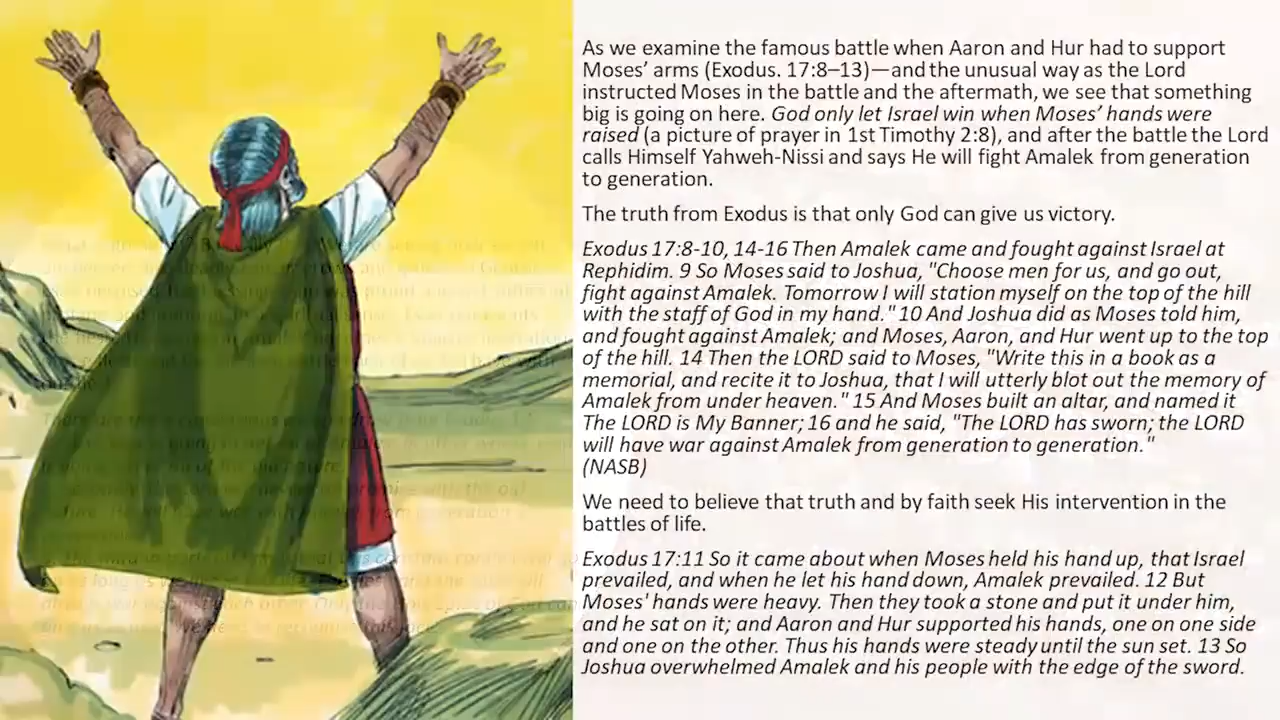 As we examine the famous battle when Aaron and Hur had to support
Moses’ arms (Exodus. 17:8–13)—and the unusual way as the Lord
instructed Moses in the battle and the aftermath, we see that something
big is going on here. God only let Israel win when Moses’ hands were
raised (a picture of prayer in 1st Timothy 2:8), and after the battle the Lord
calls Himself Yahweh-Nissi and says He will fight Amalek from generation
to generation.
The truth from Exodus is that only God can give us victory.
Exodus 17:8-10, 14-16 Then Amalek came and fought against Israel at
Rephidim. 9 So Moses said to Joshua, "Choose men for us, and go out,
fight against Amalek. Tomorrow I will station myself on the top of the hill
with the staff of God in my hand." 10 And Joshua did as Moses told him,
and fought against Amalek; and Moses, Aaron, and Hur went up to the top
of the hill. 14 Then the LORD said to Moses, "Write this in a book as a
memorial, and recite it to Joshua, that I will utterly blot out the memory of
Amalek from under heaven." 15 And Moses built an altar, and named it
The LORD is My Banner; 16 and he said, "The LORD has sworn; the LORD
will have war against Amalek from generation to generation."
(NASB)
We need to believe that truth and by faith seek His intervention in the
battles of life.
Exodus 17:11 So it came about when Moses held his hand up, that Israel
prevailed, and when he let his hand down, Amalek prevailed. 12 But
Moses' hands were heavy. Then they took a stone and put it under him,
and he sat on it; and Aaron and Hur supported his hands, one on one side
and one on the other. Thus his hands were steady until the sun set. 13 So
Joshua overwhelmed Amalek and his people with the edge of the sword.